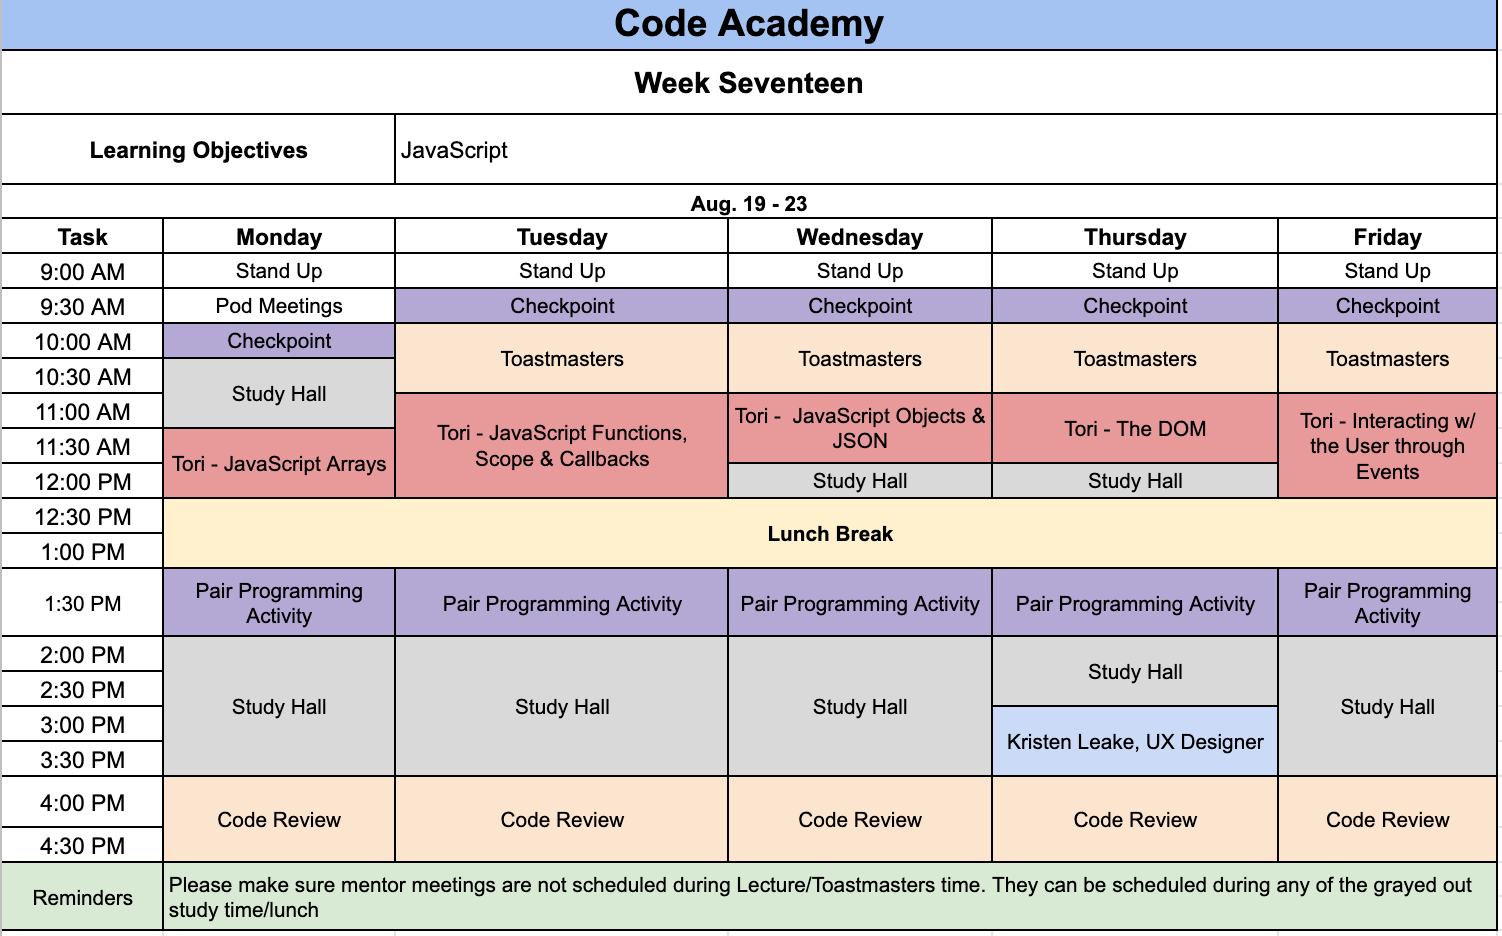 Code Academy
Week Seventeen
Learning Objectives JavaScript
Aug. 19 - 23
Task Monday Tuesday Wednesday Thursday Friday
9:00 AM Stand Up Stand Up Stand Up Stand Up Stand Up
9:30 AM Pod Meetings Checkpoint Checkpoint Checkpoint Checkpoint
10:00 AM Checkpoint
Toastmasters Toastmasters Toastmasters Toastmasters
10:30 AM
Study Hall
11:00 AM
Tori - JavaScript Objects &
JSON
Tori - The DOM
Tori - Interacting w/
the User through
Events
Tori - JavaScript Functions,
Scope & Callbacks
11:30 AM
Tori - JavaScript Arrays
12:00 PM Study Hall Study Hall
12:30 PM
Lunch Break
1:00 PM
1:30 PM
Pair Programming
Activity
Pair Programming Activity
Pair Programming Activity
Pair Programming Activity
Pair Programming
Activity
2:00 PM
Study Hall
2:30 PM
Study Hall Study Hall Study Hall Study Hall
3:00 PM
Kristen Leake, UX Designer
3:30 PM
4:00 PM
Code Review Code Review Code Review Code Review Code Review
4:30 PM
Reminders
Please make sure mentor meetings are not scheduled during Lecture/Toastmasters time. They can be scheduled during any of the grayed out
study time/lunch